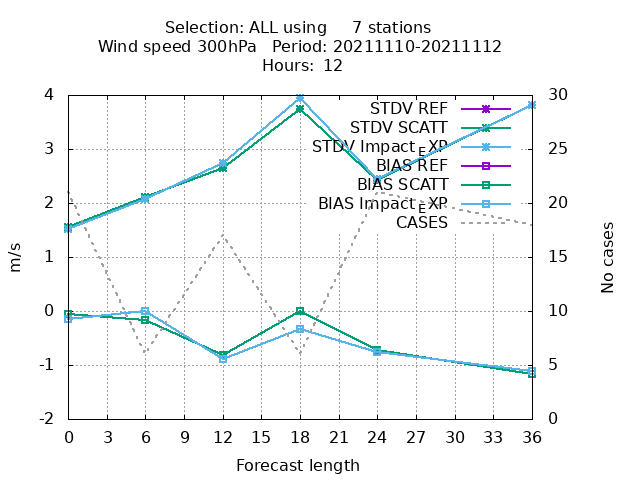 Selection: ALL using     7 stations
Wind speed 300hPa   Period: 20211110-20211112
Hours: 12
4
3
2
1
0
-1
-2
m/s
30
25
20
15
10
5
0
No cases
STDV REF
STDV SCATT
STDV Impact_EXP
BIAS REF
BIAS SCATT
BIAS Impact_EXP
CASES
0 3 6 9 12 15 18 21 24 27 30 33 36
Forecast length